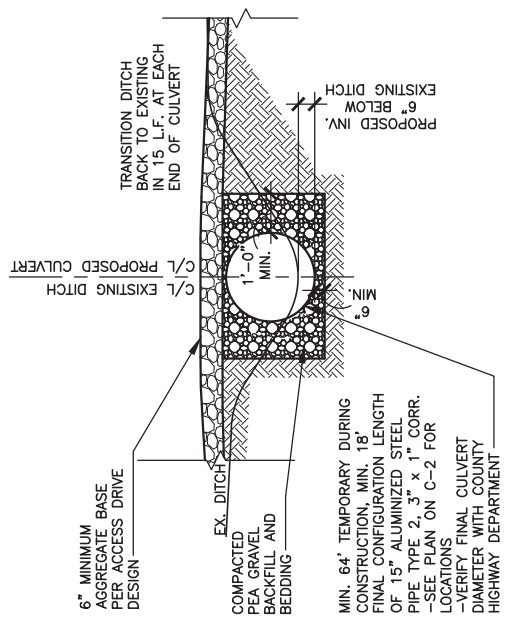 6" MINIMUM
AGGREGATE BASE
PER ACCESS DRIVE
DESIGN
EX. DITCH
COMPACTED
PEA GRAVEL
BACKFILL AND
BEDDING
MIN. 64' TEMPORARY DURING
CONSTRUCTION, MIN. 18'
FINAL CONFIGURATION LENGTH
OF 15" ALUMINIZED STEEL
PIPE TYPE 2, 3" x 1" CORR.
-SEE PLAN ON C-2 FOR
LOCATIONS
-VERIFY FINAL CULVERT
DIAMETER WITH COUNTY
HIGHWAY DEPARTMENT
C/L EXISTING DITCH
C/L PROPOSED CULVERT
1'-0"
MIN.
6"
MIN.
TRANSITION DITCH
BACK TO EXISTING
IN 15 L.F. AT EACH
END OF CULVERT
PROPOSED INV.
6" BELOW
EXISTING DITCH